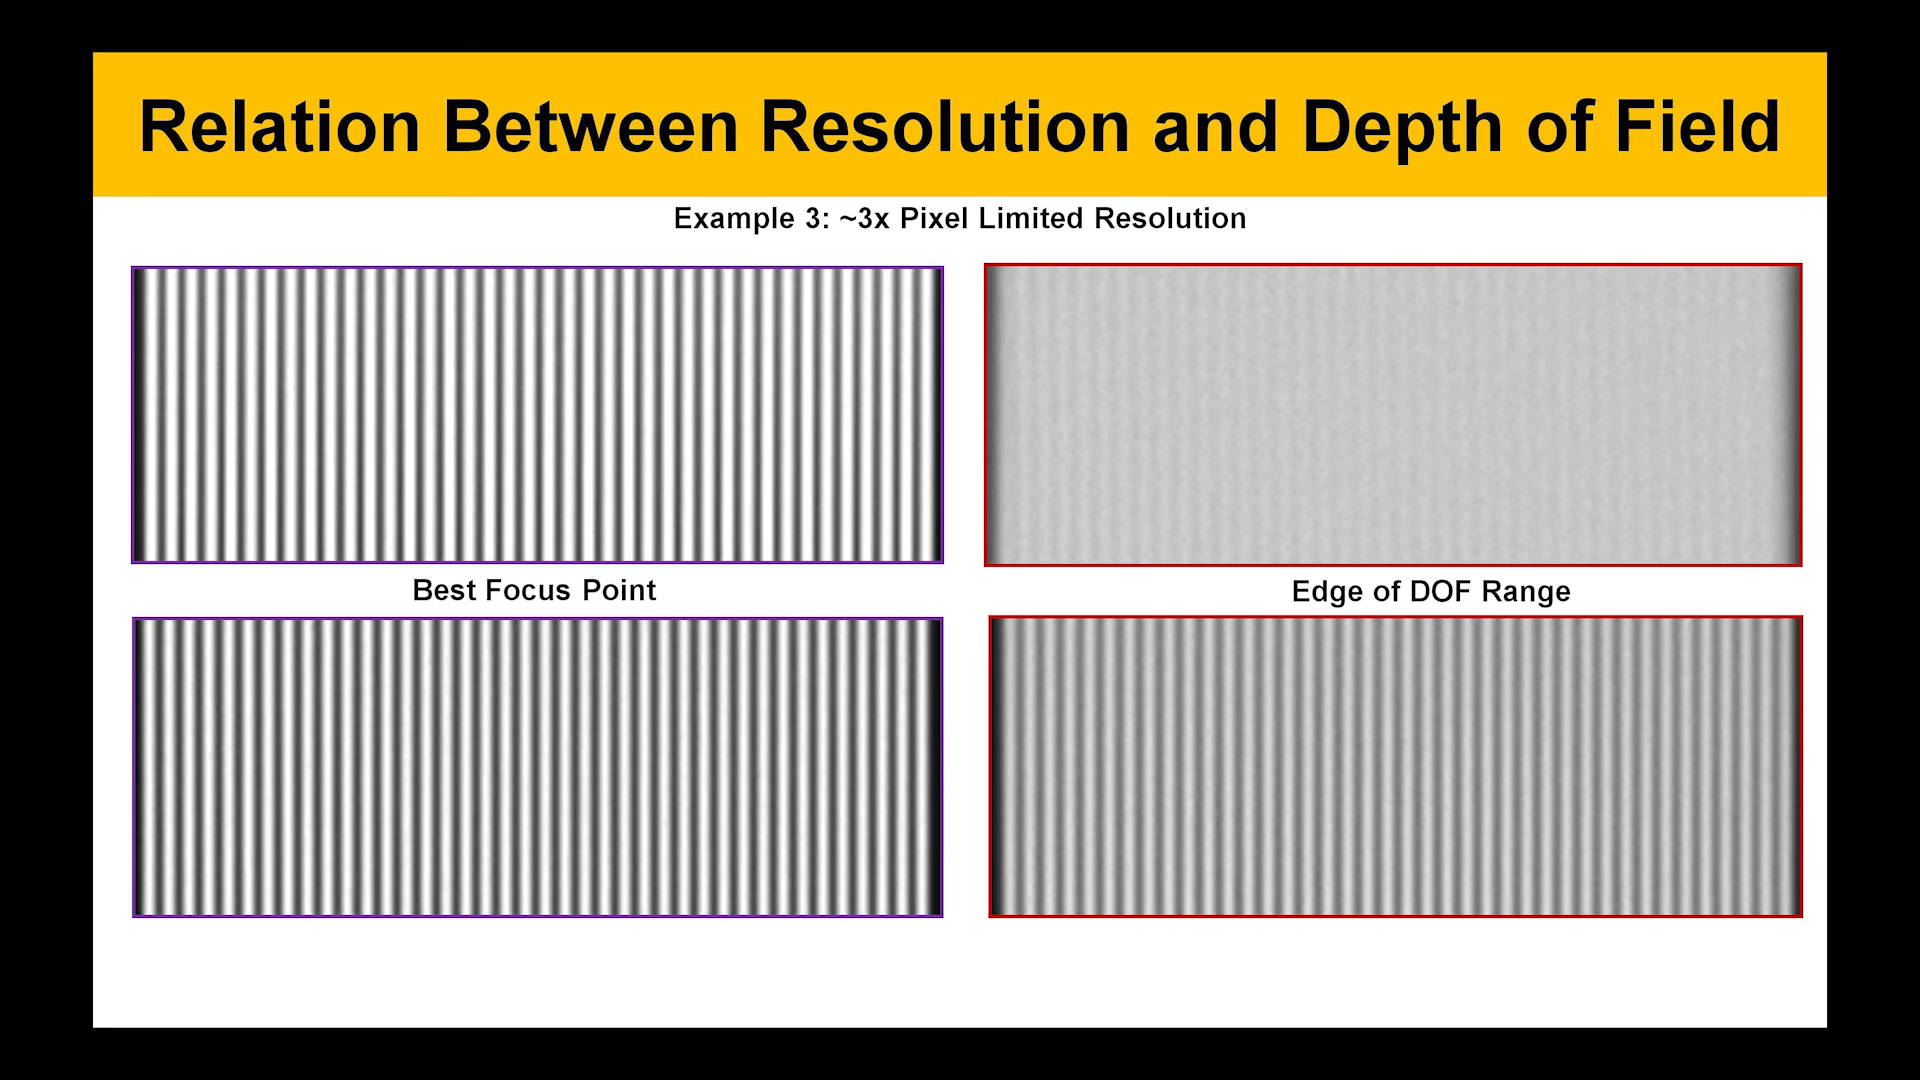 Relation Between Resolution and Depth of Field
Example 3: ~3x Pixel Limited Resolution
Best Focus Point
Edge of DOF Range